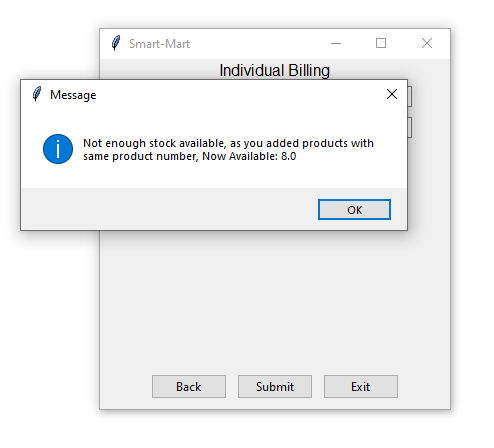 Smart-Mart
Individual Billing
Message
Not enough stock available, as you added products with
same product number, Now Available: 8.0
OK
Back Submit Exit